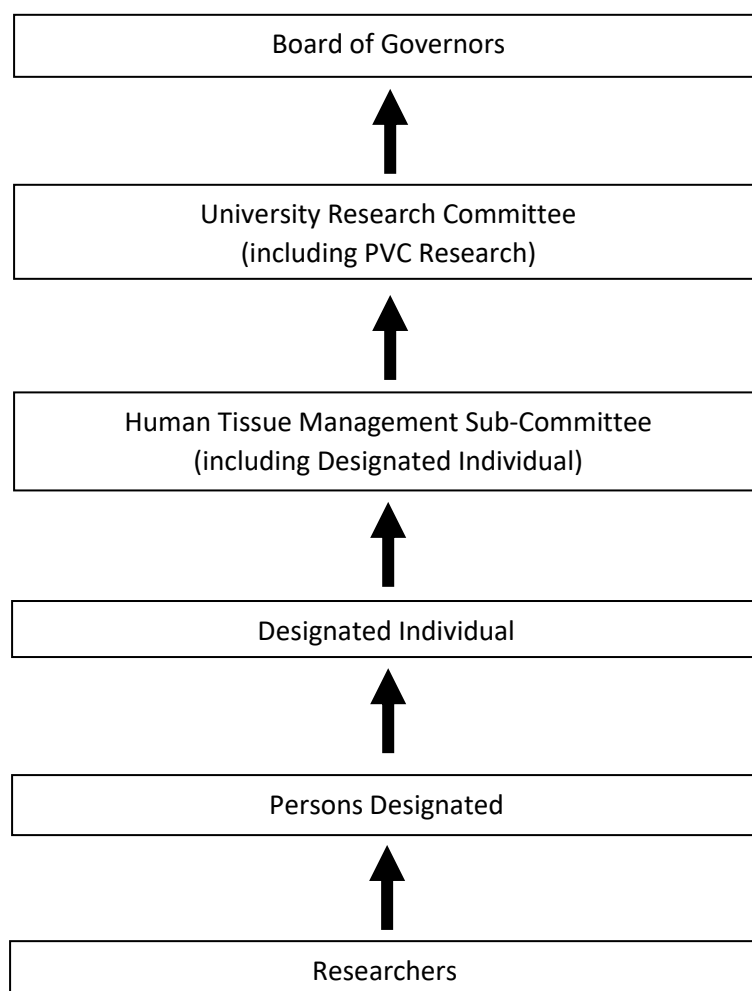 Board of Governors
University Research Committee
(including PVC Research)
Human Tissue Management Sub-Committee
(including Designated Individual)
Designated Individual
Persons Designated
Researchers